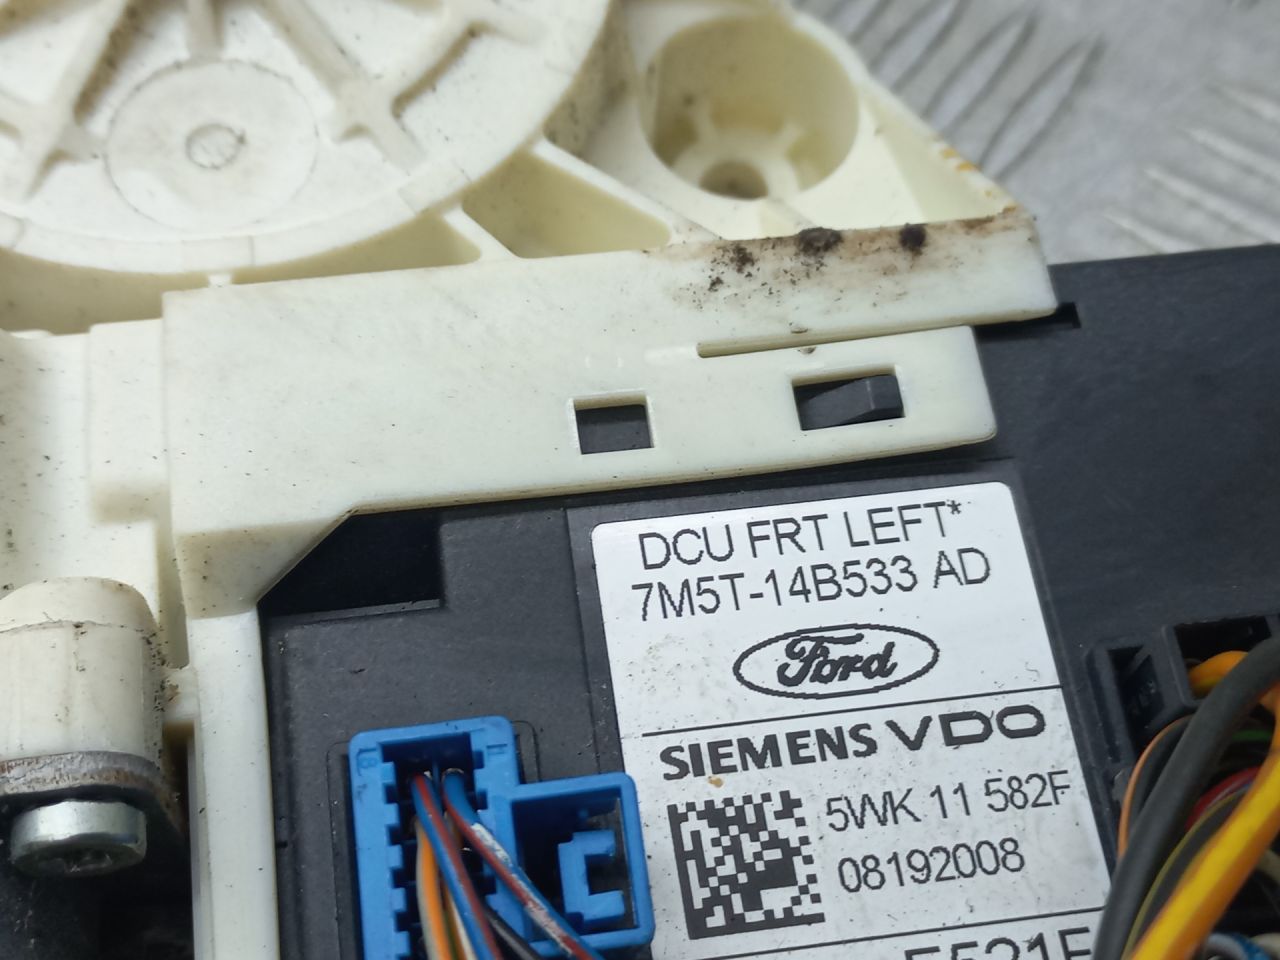 DCU FRT LEFT*
7M5T-14B533 AD
Ford
SIEMENS VDO
5WK 11 582F
08192008